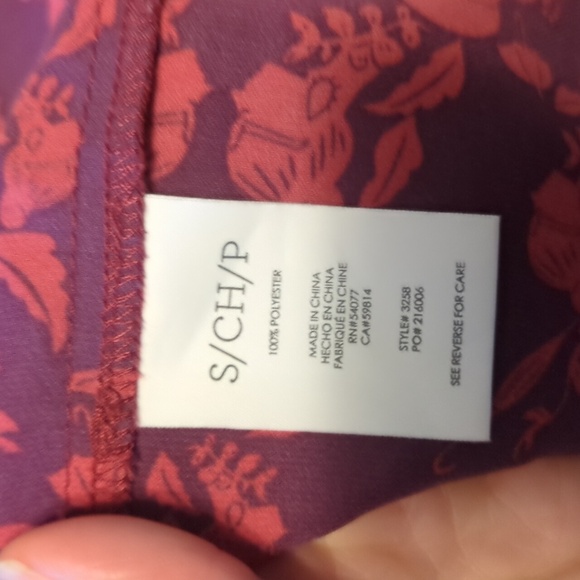 S/CH/P
100% POLYESTER
MADE IN CHINA
HECHO EN CHINA
FABRIQUÉ EN CHINE
RN#54077
CA#59814
STYLE# 3258
PO# 216006
SEE REVERSE FOR CARE